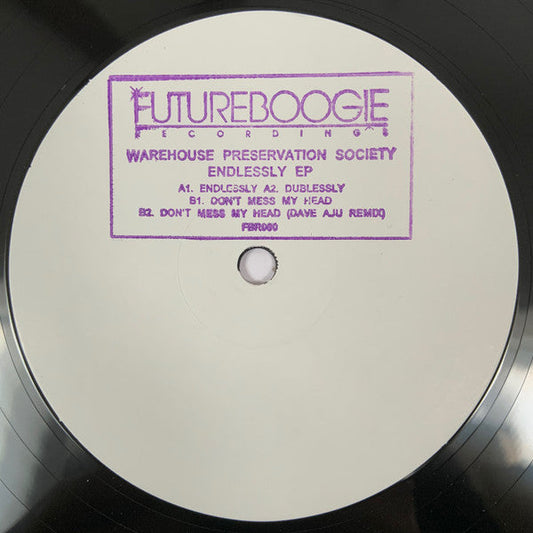 FUTUREBOOGIE
RECORDINGS
WAREHOUSE PRESERVATION SOCIETY
ENDLESSLY EP
A1. ENDLESSLY A2. DUBLESSLY
B1. DON'T MESS MY HEAD
B2. DON'T MESS MY HEAD (DAVE AJU REMIX)
FBR060